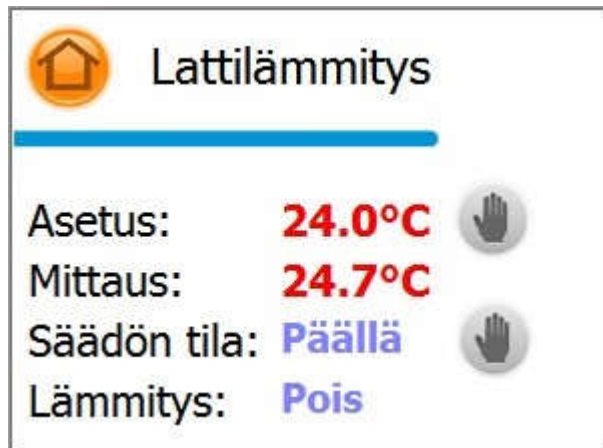 Lattilämmitys
Asetus: 24.0°C
Mittaus: 24.7°C
Säädön tila: Päällä
Lämmitys: Pois